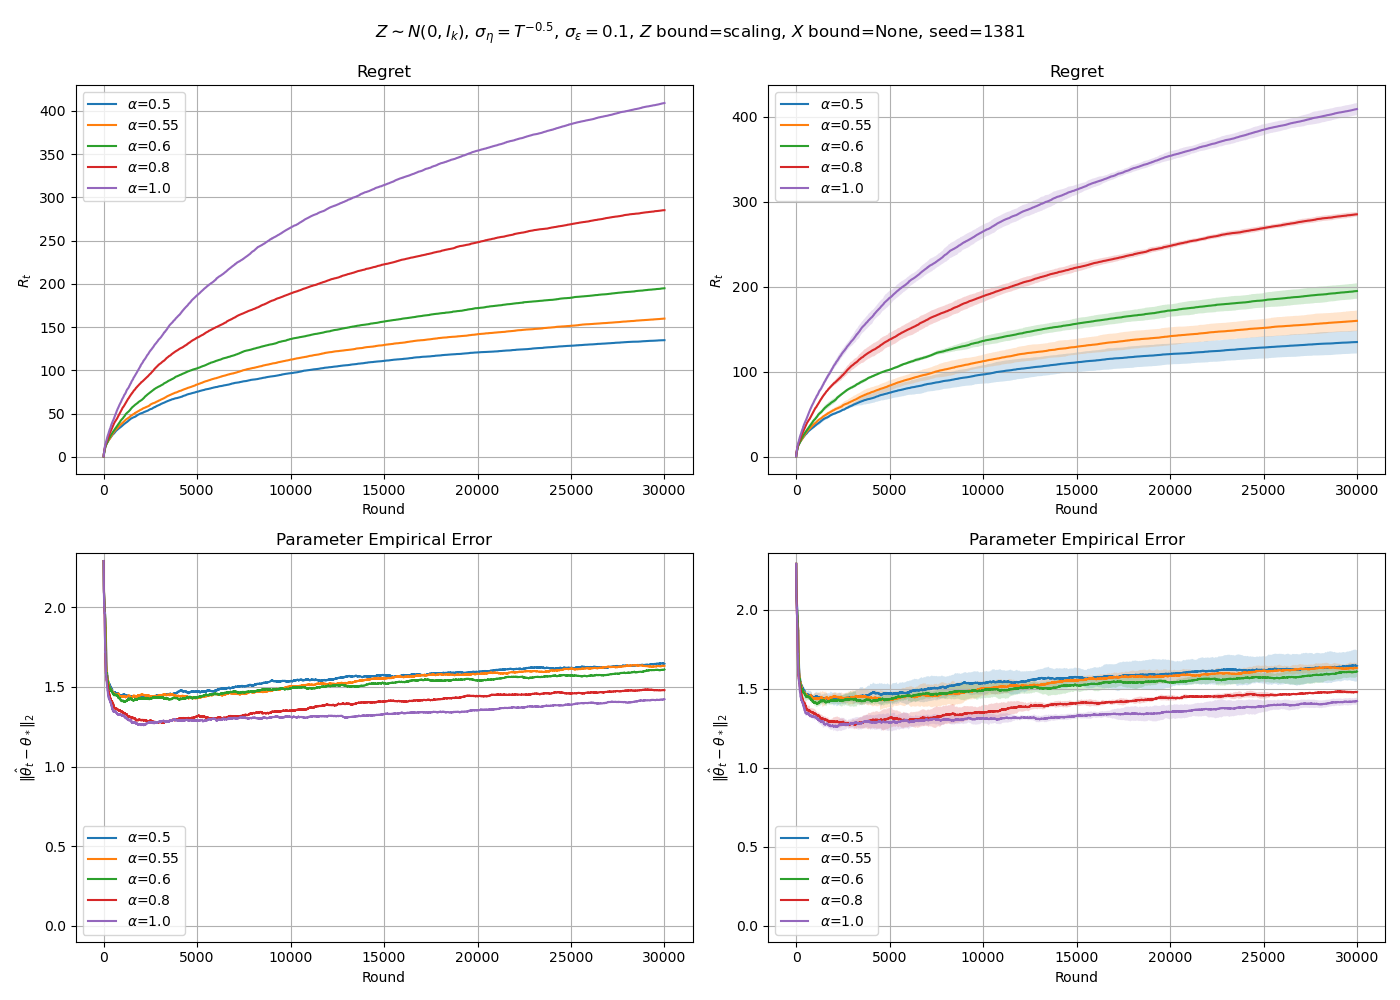 Z ∼ N(0, I_k), σ_η = T^{−0.5}, σ_ε = 0.1, Z bound=scaling, X bound=None, seed=1381
Regret
400
350
300
250
200
150
100
50
0
R_t
α=0.5
α=0.55
α=0.6
α=0.8
α=1.0
0 5000 10000 15000 20000 25000 30000
Round
Regret
400
300
200
100
0
R_t
α=0.5
α=0.55
α=0.6
α=0.8
α=1.0
0 5000 10000 15000 20000 25000 30000
Round
Parameter Empirical Error
2.0
1.5
1.0
0.5
0.0
‖θ̂_t − θ_*‖_2
α=0.5
α=0.55
α=0.6
α=0.8
α=1.0
0 5000 10000 15000 20000 25000 30000
Round
Parameter Empirical Error
2.0
1.5
1.0
0.5
0.0
‖θ̂_t − θ_*‖_2
α=0.5
α=0.55
α=0.6
α=0.8
α=1.0
0 5000 10000 15000 20000 25000 30000
Round